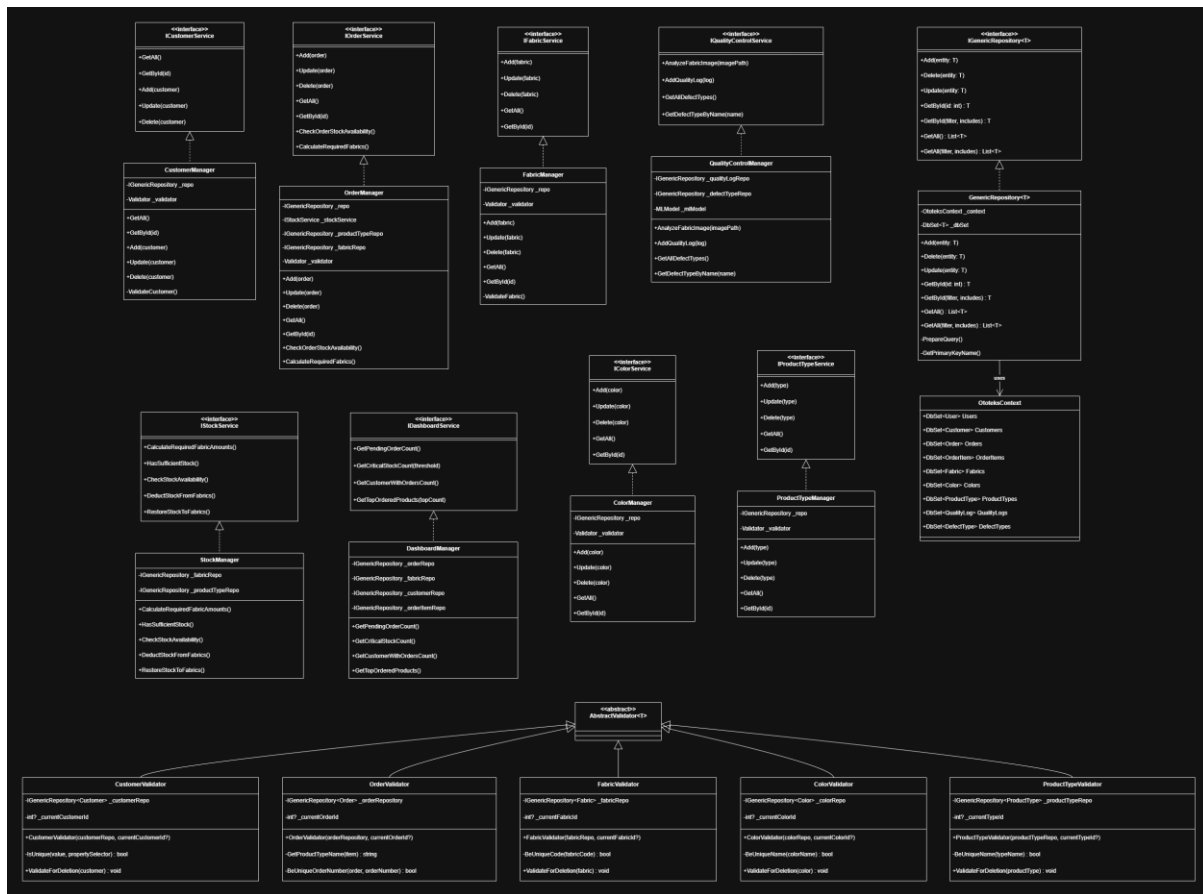 <<interface>>
ICustomerService
+GetAll()
+GetById(id)
+Add(customer)
+Update(customer)
+Delete(customer)
CustomerManager
-IGenericRepository _repo
-Validator _validator
+GetAll()
+GetById(id)
+Add(customer)
+Update(customer)
+Delete(customer)
-ValidateCustomer()
<<interface>>
IOrderService
+Add(order)
+Update(order)
+Delete(order)
+GetAll()
+GetById(id)
+CheckOrderStockAvailability()
+CalculateRequiredFabrics()
OrderManager
-IGenericRepository _repo
-IStockService _stockService
-IGenericRepository _productTypeRepo
-IGenericRepository _fabricRepo
-Validator _validator
+Add(order)
+Update(order)
+Delete(order)
+GetAll()
+GetById(id)
+CheckOrderStockAvailability()
+CalculateRequiredFabrics()
<<interface>>
IFabricService
+Add(fabric)
+Update(fabric)
+Delete(fabric)
+GetAll()
+GetById(id)
FabricManager
-IGenericRepository _repo
-Validator _validator
+Add(fabric)
+Update(fabric)
+Delete(fabric)
+GetAll()
+GetById(id)
-ValidateFabric()
<<interface>>
IQualityControlService
+AnalyzeFabricImage(imagePath)
+AddQualityLog(log)
+GetAllDefectTypes()
+GetDefectTypeByName(name)
QualityControlManager
-IGenericRepository _qualityLogRepo
-IGenericRepository _defectTypeRepo
-MLModel _mlModel
+AnalyzeFabricImage(imagePath)
+AddQualityLog(log)
+GetAllDefectTypes()
+GetDefectTypeByName(name)
<<interface>>
IGenericRepository<T>
+Add(entity: T)
+Delete(entity: T)
+Update(entity: T)
+GetById(id: int) : T
+GetById(filter, includes) : T
+GetAll() : List<T>
+GetAll(filter, includes) : List<T>
GenericRepository<T>
-OtoteksContext _context
-DbSet<T> _dbSet
+Add(entity: T)
+Delete(entity: T)
+Update(entity: T)
+GetById(id: int) : T
+GetById(filter, includes) : T
+GetAll() : List<T>
+GetAll(filter, includes) : List<T>
-PrepareQuery()
-GetPrimaryKeyName()
uses
OtoteksContext
+DbSet<User> Users
+DbSet<Customer> Customers
+DbSet<Order> Orders
+DbSet<OrderItem> OrderItems
+DbSet<Fabric> Fabrics
+DbSet<Color> Colors
+DbSet<ProductType> ProductTypes
+DbSet<QualityLog> QualityLogs
+DbSet<DefectType> DefectTypes
<<interface>>
IStockService
+CalculateRequiredFabricAmounts()
+HasSufficientStock()
+CheckStockAvailability()
+DeductStockFromFabrics()
+RestoreStockToFabrics()
StockManager
-IGenericRepository _fabricRepo
-IGenericRepository _productTypeRepo
+CalculateRequiredFabricAmounts()
+HasSufficientStock()
+CheckStockAvailability()
+DeductStockFromFabrics()
+RestoreStockToFabrics()
<<interface>>
IDashboardService
+GetPendingOrderCount()
+GetCriticalStockCount(threshold)
+GetCustomerWithOrdersCount()
+GetTopOrderedProducts(topCount)
DashboardManager
-IGenericRepository _orderRepo
-IGenericRepository _fabricRepo
-IGenericRepository _customerRepo
-IGenericRepository _orderItemRepo
+GetPendingOrderCount()
+GetCriticalStockCount()
+GetCustomerWithOrdersCount()
+GetTopOrderedProducts()
<<interface>>
IColorService
+Add(color)
+Update(color)
+Delete(color)
+GetAll()
+GetById(id)
ColorManager
-IGenericRepository _repo
-Validator _validator
+Add(color)
+Update(color)
+Delete(color)
+GetAll()
+GetById(id)
<<interface>>
IProductTypeService
+Add(type)
+Update(type)
+Delete(type)
+GetAll()
+GetById(id)
ProductTypeManager
-IGenericRepository _repo
-Validator _validator
+Add(type)
+Update(type)
+Delete(type)
+GetAll()
+GetById(id)
<<abstract>>
AbstractValidator<T>
CustomerValidator
-IGenericRepository<Customer> _customerRepo
-int? _currentCustomerId
+CustomerValidator(customerRepo, currentCustomerId?)
-IsUnique(value, propertySelector) : bool
+ValidateForDeletion(customer) : void
OrderValidator
-IGenericRepository<Order> _orderRepository
-int? _currentOrderId
+OrderValidator(orderRepository, currentOrderId?)
-GetProductTypeName(item) : string
-BeUniqueOrderNumber(order, orderNumber) : bool
FabricValidator
-IGenericRepository<Fabric> _fabricRepo
-int? _currentFabricId
+FabricValidator(fabricRepo, currentFabricId?)
-BeUniqueCode(fabricCode) : bool
+ValidateForDeletion(fabric) : void
ColorValidator
-IGenericRepository<Color> _colorRepo
-int? _currentColorId
+ColorValidator(colorRepo, currentColorId?)
-BeUniqueName(colorName) : bool
+ValidateForDeletion(color) : void
ProductTypeValidator
-IGenericRepository<ProductType> _productTypeRepo
-int? _currentTypeId
+ProductTypeValidator(productTypeRepo, currentTypeId?)
-BeUniqueName(typeName) : bool
+ValidateForDeletion(productType) : void